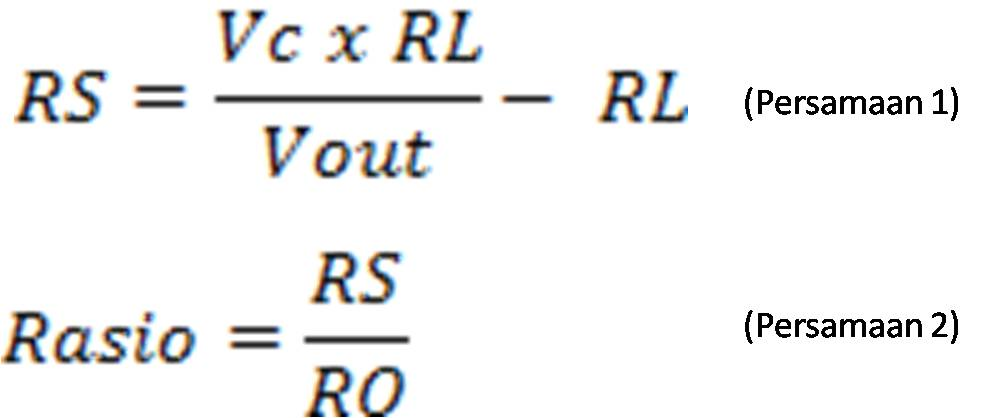 RS = Vc x RL / Vout − RL (Persamaan 1)
Rasio = RS / RO (Persamaan 2)